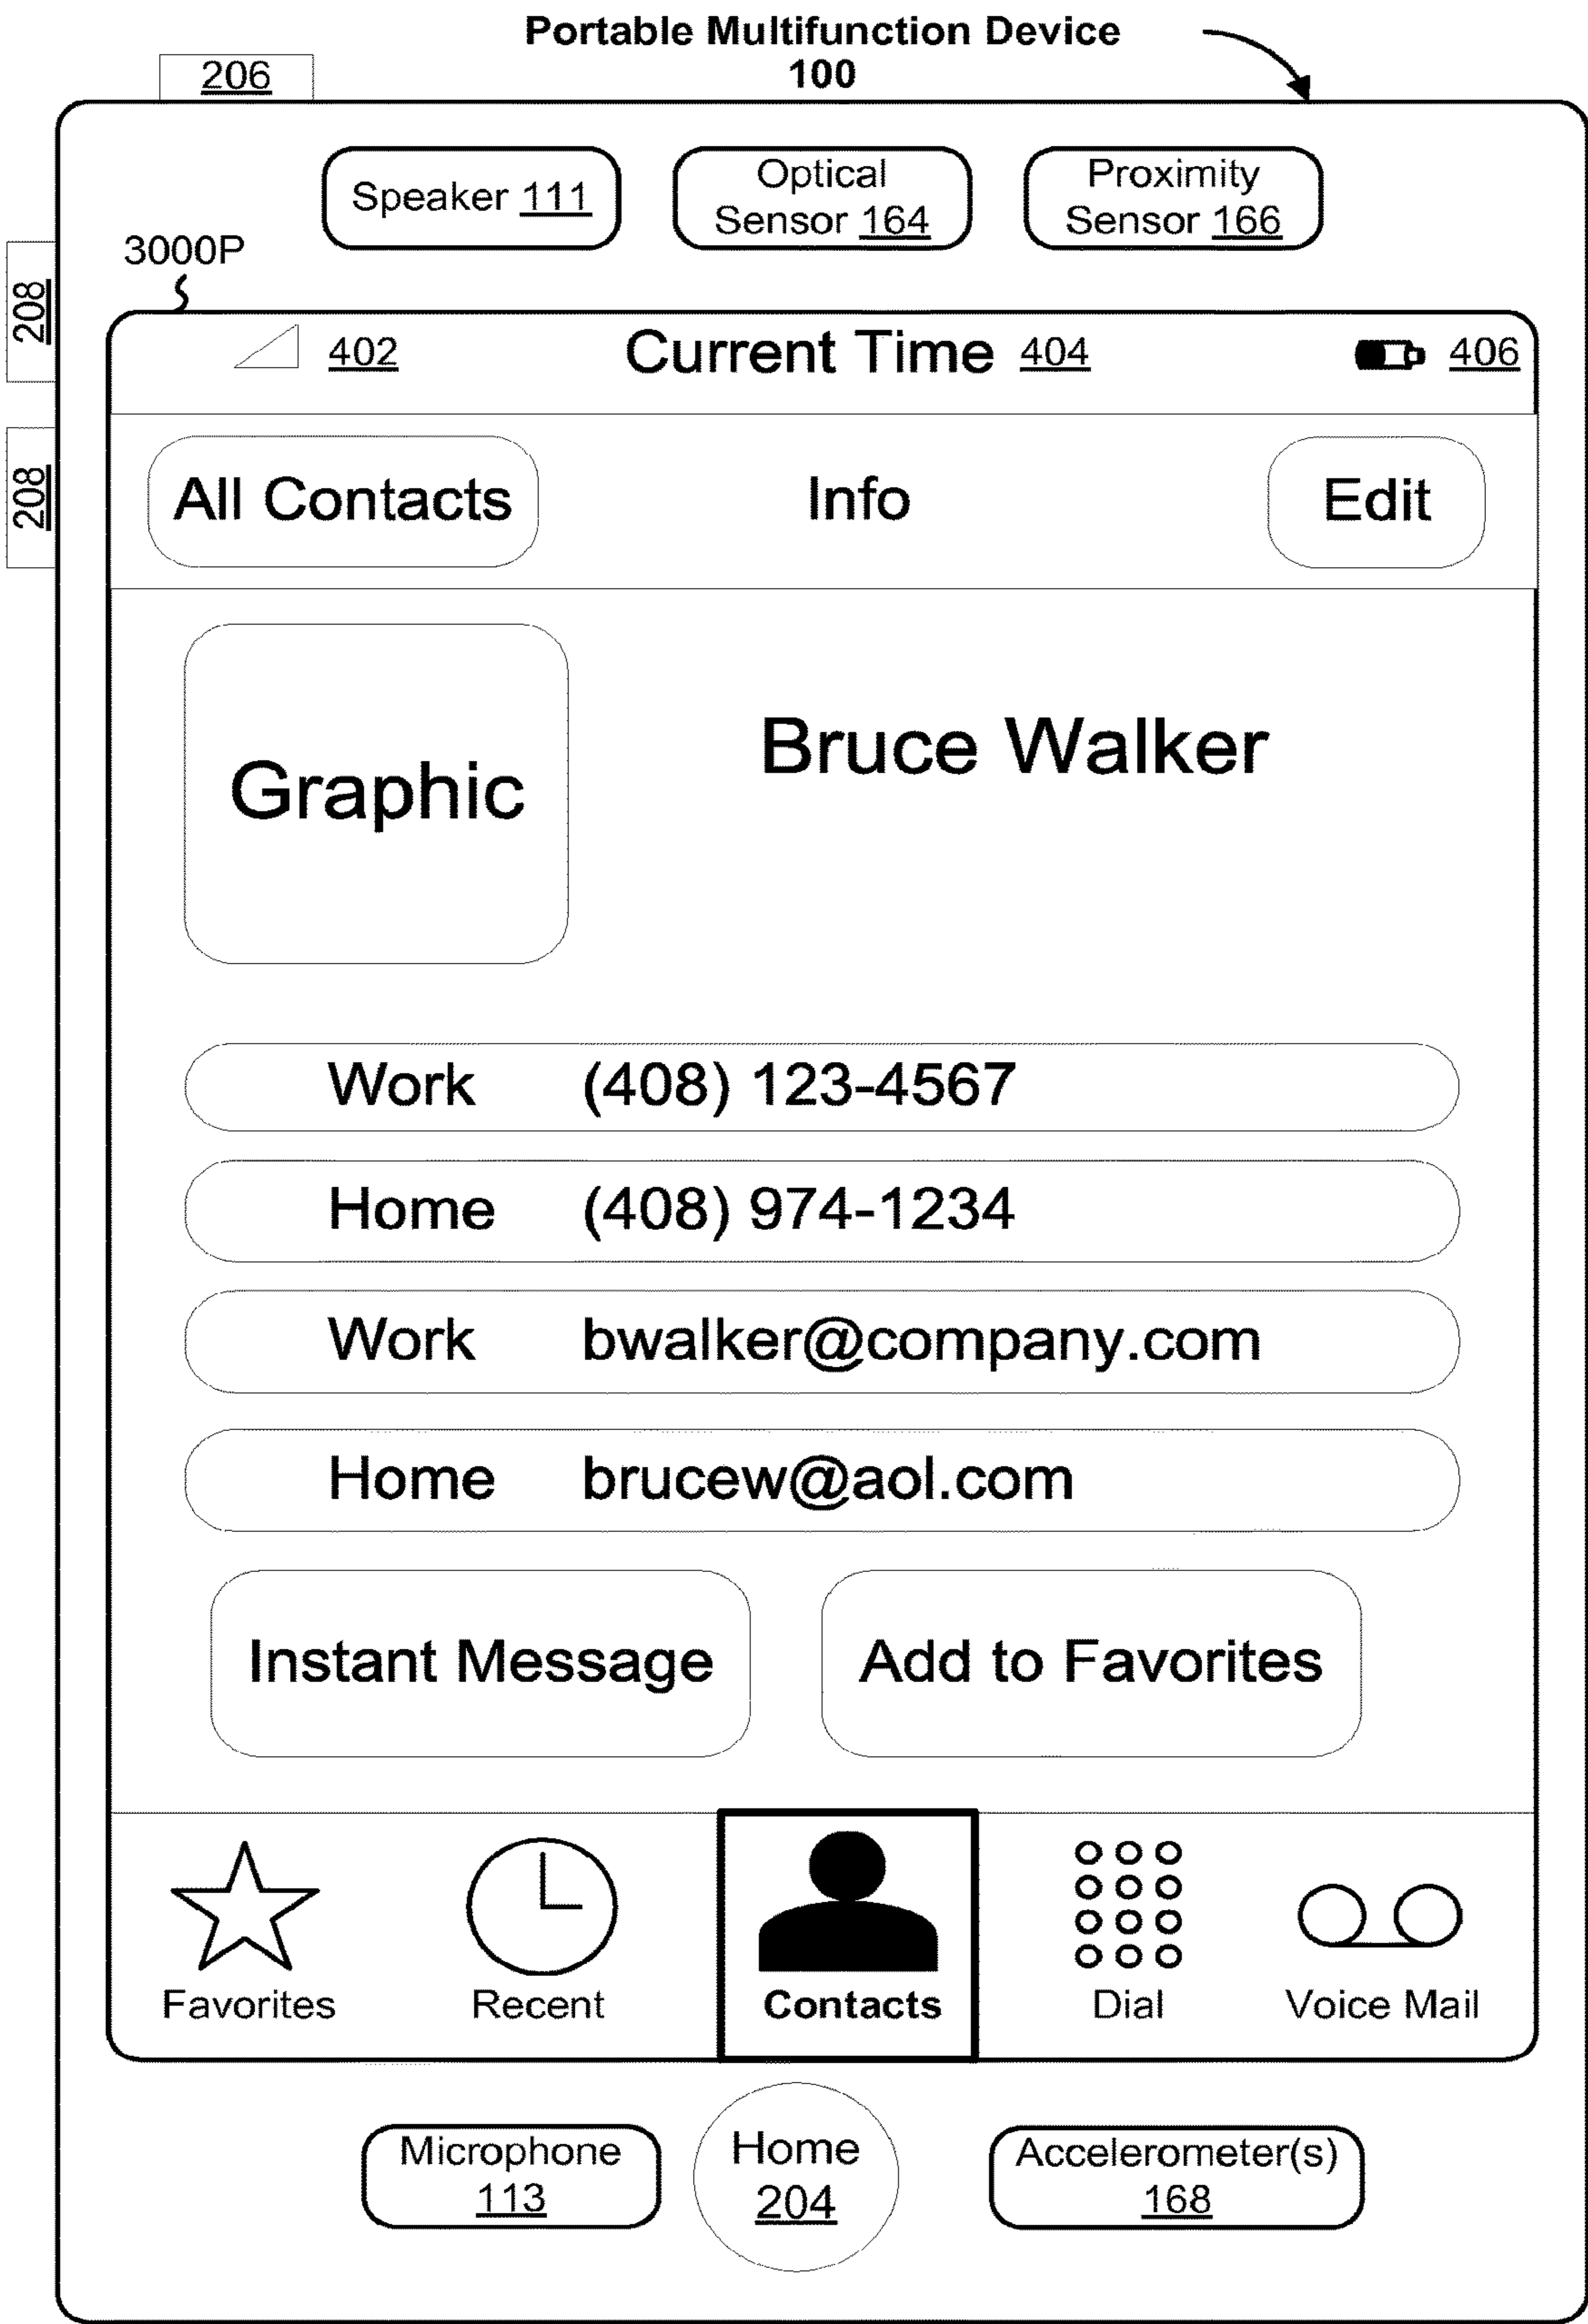 Portable Multifunction Device
100
206
Speaker 111
Optical
Sensor 164
Proximity
Sensor 166
3000P
208
208
402
Current Time 404
406
All Contacts
Info
Edit
Graphic
Bruce Walker
Work (408) 123-4567
Home (408) 974-1234
Work bwalker@company.com
Home brucew@aol.com
Instant Message
Add to Favorites
Favorites
Recent
Contacts
Dial
Voice Mail
Microphone
113
Home
204
Accelerometer(s)
168